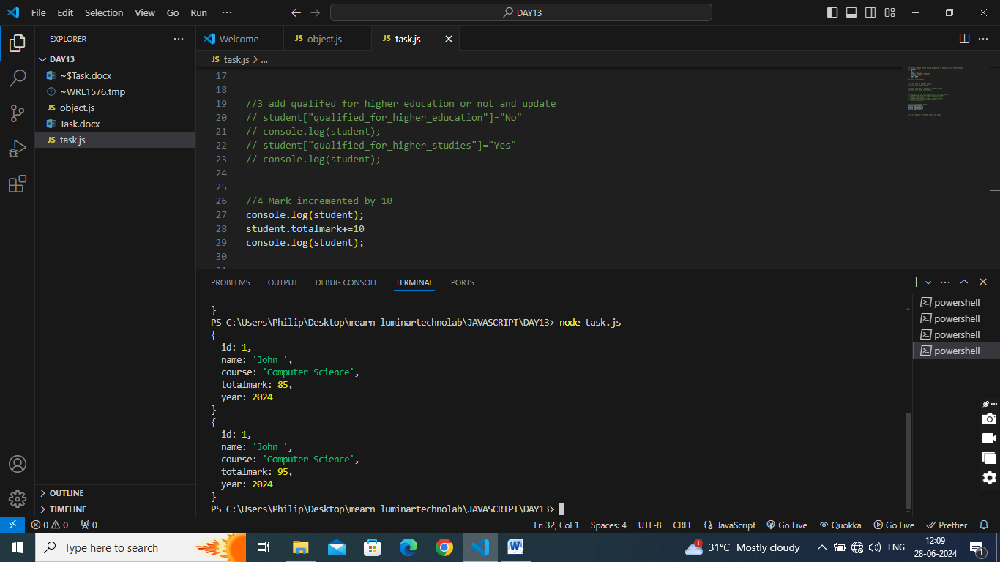 File Edit Selection View Go Run ···
DAY13
EXPLORER
DAY13
~$Task.docx
~WRL1576.tmp
JS object.js
Task.docx
JS task.js
OUTLINE
TIMELINE
Welcome
JS object.js
JS task.js
JS task.js > ...
17
18
19 //3 add qualifed for higher education or not and update
20 // student["qualified_for_higher_education"]="No"
21 // console.log(student);
22 // student["qualified_for_higher_studies"]="Yes"
23 // console.log(student);
24
25
26 //4 Mark incremented by 10
27 console.log(student);
28 student.totalmark+=10
29 console.log(student);
30
PROBLEMS OUTPUT DEBUG CONSOLE TERMINAL PORTS
}
PS C:\Users\Philip\Desktop\mearn luminartechnolab\JAVASCRIPT\DAY13> node task.js
{
id: 1,
name: 'John ',
course: 'Computer Science',
totalmark: 85,
year: 2024
}
{
id: 1,
name: 'John ',
course: 'Computer Science',
totalmark: 95,
year: 2024
}
PS C:\Users\Philip\Desktop\mearn luminartechnolab\JAVASCRIPT\DAY13>
powershell
powershell
powershell
powershell
0 0 0 Ln 32, Col 1 Spaces: 4 UTF-8 CRLF {} JavaScript Go Live Quokka Go Live Prettier
Type here to search
1 31°C Mostly cloudy ENG
12:09
28-06-2024
1